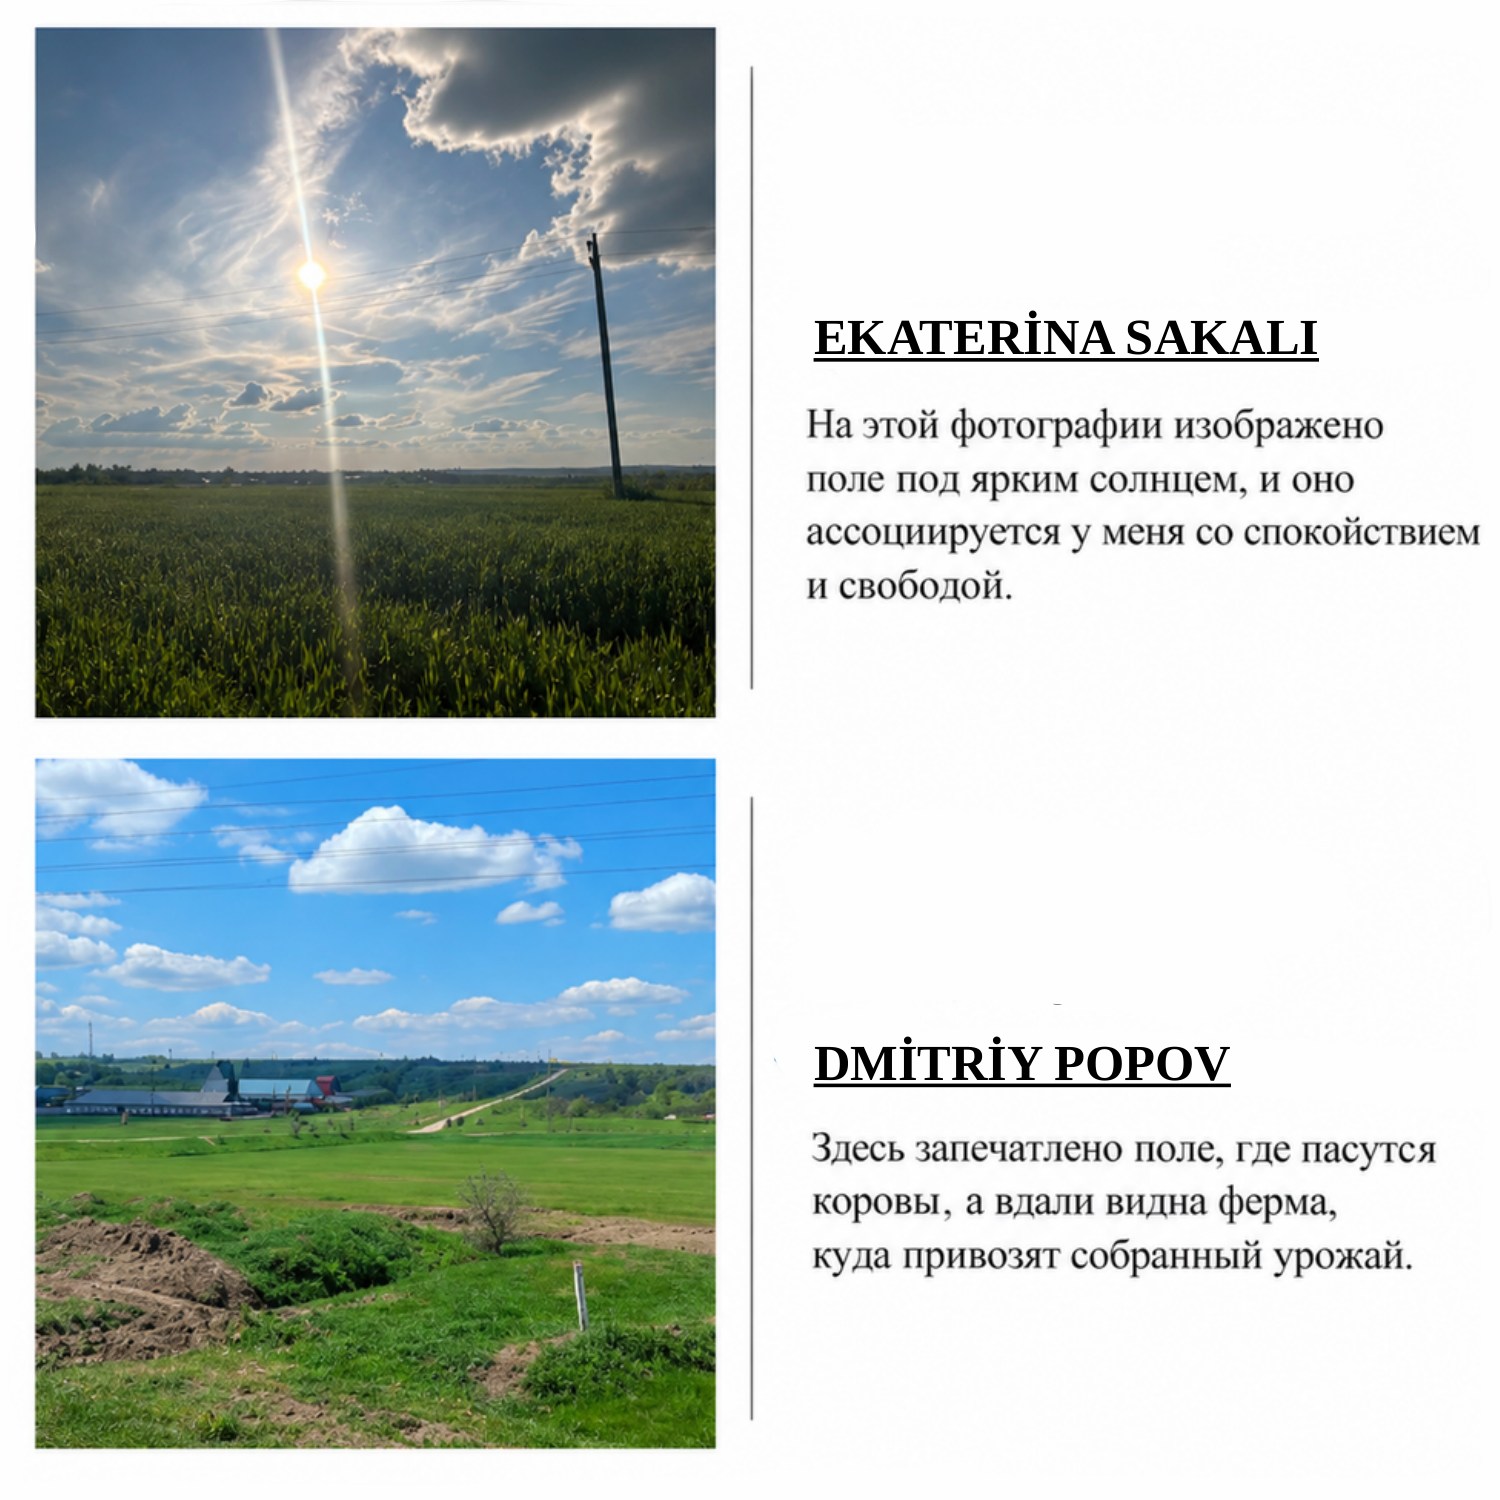 EKATERİNA SAKALI
На этой фотографии изображено
поле под ярким солнцем, и оно
ассоциируется у меня со спокойствием
и свободой.
DMİTRİY POPOV
Здесь запечатлено поле, где пасутся
коровы, а вдали видна ферма,
куда привозят собранный урожай.